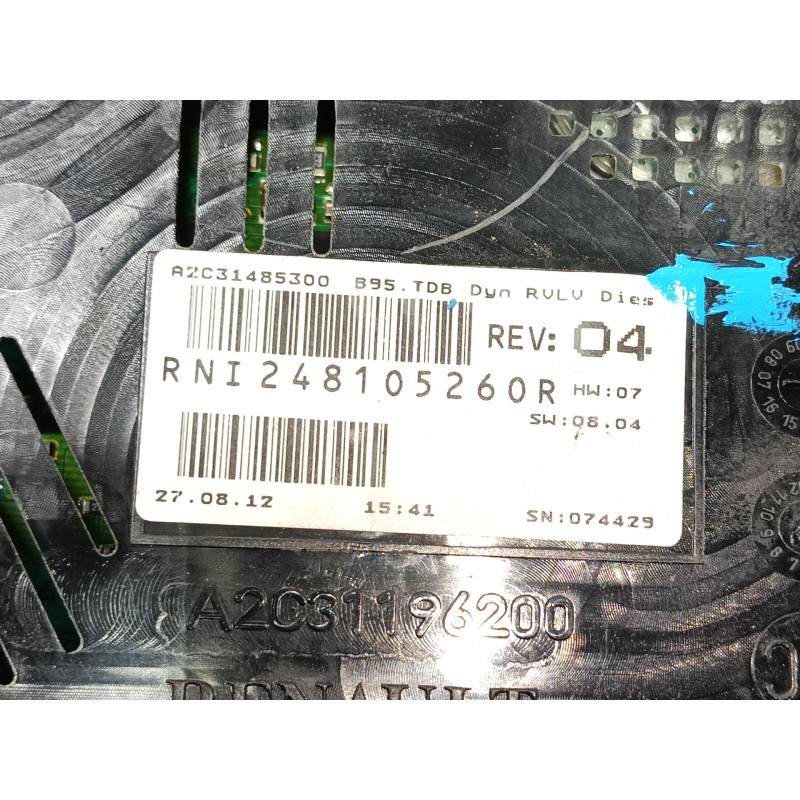 A2C31485300 B95.TDB Dyn RVLV Dies
REV: 04
RNI248105260R HW:07
SW:08.04
27.08.12 15:41 SN:074429
A2C31196200
RENAULT